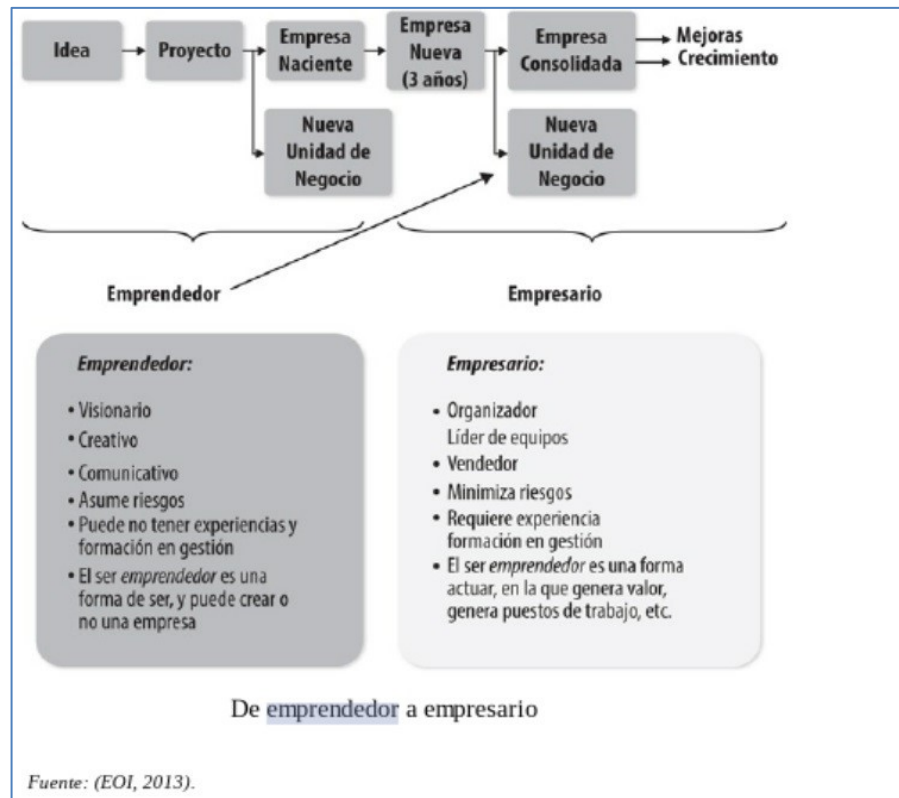 Idea
Proyecto
Empresa
Naciente
Empresa
Nueva
(3 años)
Empresa
Consolidada
Mejoras
Crecimiento
Nueva
Unidad de
Negocio
Nueva
Unidad de
Negocio
Emprendedor
Empresario
Emprendedor:
• Visionario
• Creativo
• Comunicativo
• Asume riesgos
• Puede no tener experiencias y
formación en gestión
• El ser emprendedor es una
forma de ser, y puede crear o
no una empresa
Empresario:
• Organizador
Líder de equipos
• Vendedor
• Minimiza riesgos
• Requiere experiencia
formación en gestión
• El ser emprendedor es una forma
actuar, en la que genera valor,
genera puestos de trabajo, etc.
De emprendedor a empresario
Fuente: (EOI, 2013).